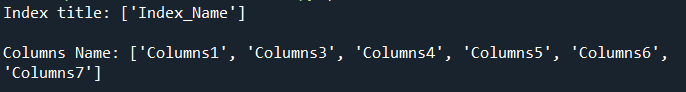 Index title: ['Index_Name']
Columns Name: ['Columns1', 'Columns3', 'Columns4', 'Columns5', 'Columns6',
'Columns7']